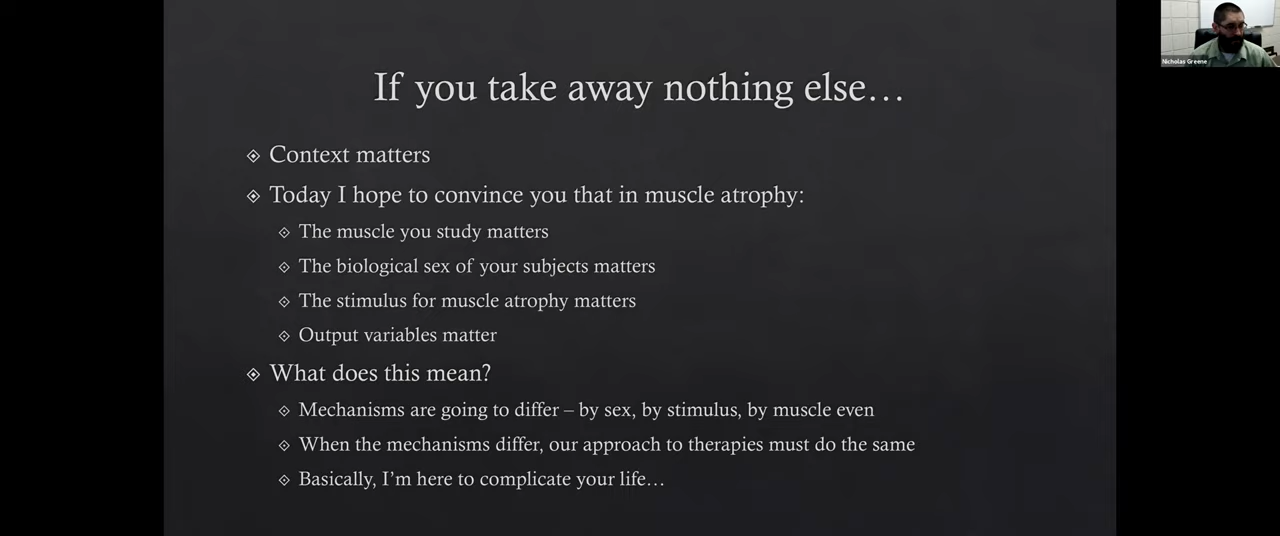 If you take away nothing else…
Context matters
Today I hope to convince you that in muscle atrophy:
The muscle you study matters
The biological sex of your subjects matters
The stimulus for muscle atrophy matters
Output variables matter
What does this mean?
Mechanisms are going to differ – by sex, by stimulus, by muscle even
When the mechanisms differ, our approach to therapies must do the same
Basically, I'm here to complicate your life…
Nicholas Greene